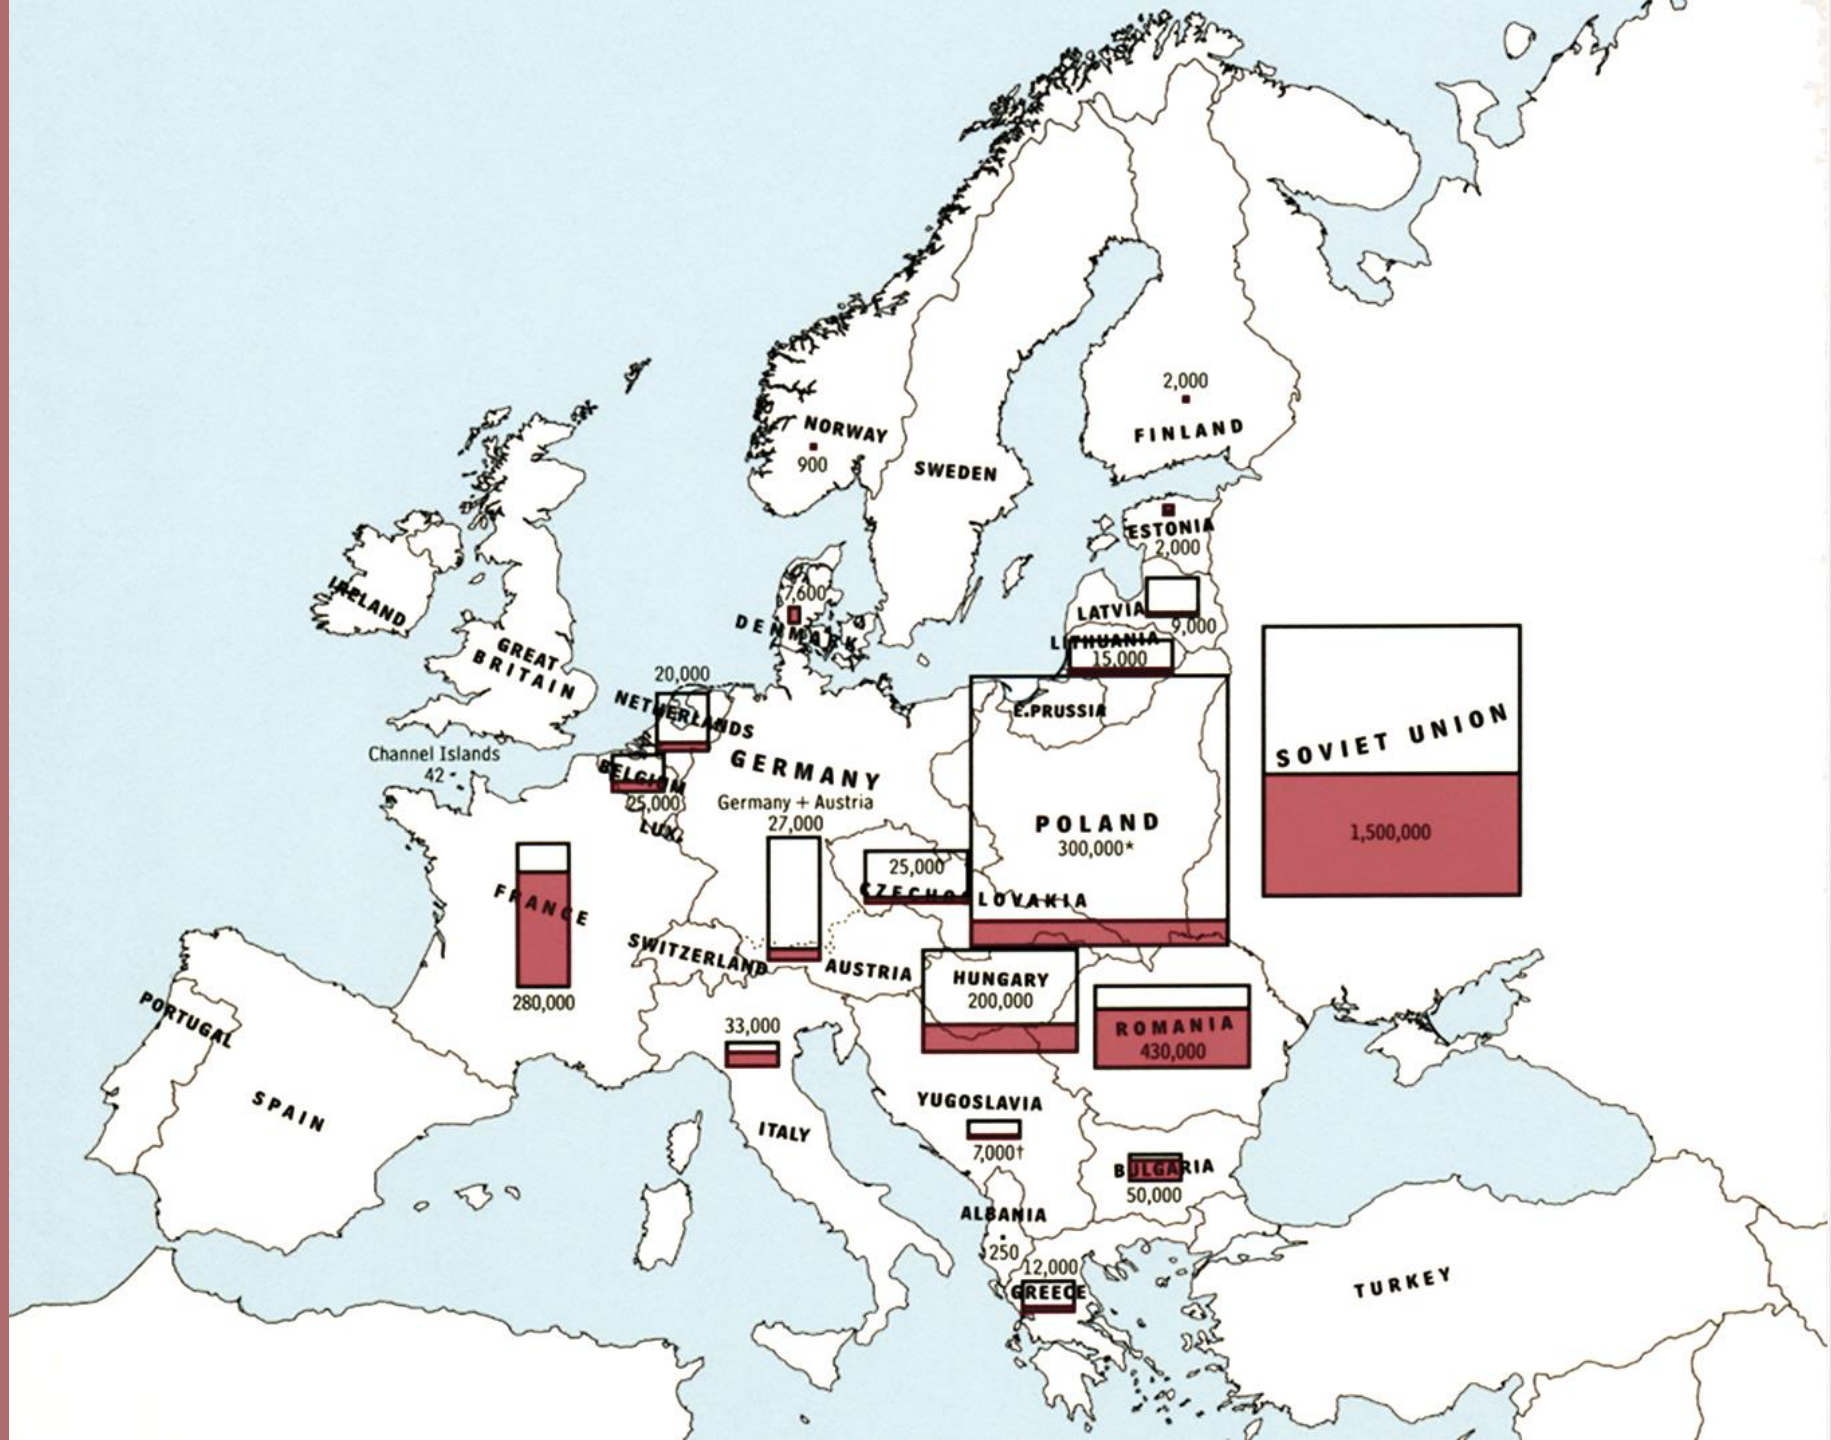 2,000
FINLAND
NORWAY
900
SWEDEN
ESTONIA
2,000
7,600
DENMARK
LATVIA
9,000
LITHUANIA
15,000
IRELAND
GREAT
BRITAIN
20,000
NETHERLANDS
E.PRUSSIA
SOVIET UNION
1,500,000
Channel Islands
42
BELGIUM
25,000
LUX.
GERMANY
Germany + Austria
27,000
POLAND
300,000*
25,000
CZECHOSLOVAKIA
FRANCE
280,000
SWITZERLAND
AUSTRIA
HUNGARY
200,000
ROMANIA
430,000
PORTUGAL
SPAIN
33,000
ITALY
YUGOSLAVIA
7,000†
BULGARIA
50,000
ALBANIA
250
12,000
GREECE
TURKEY